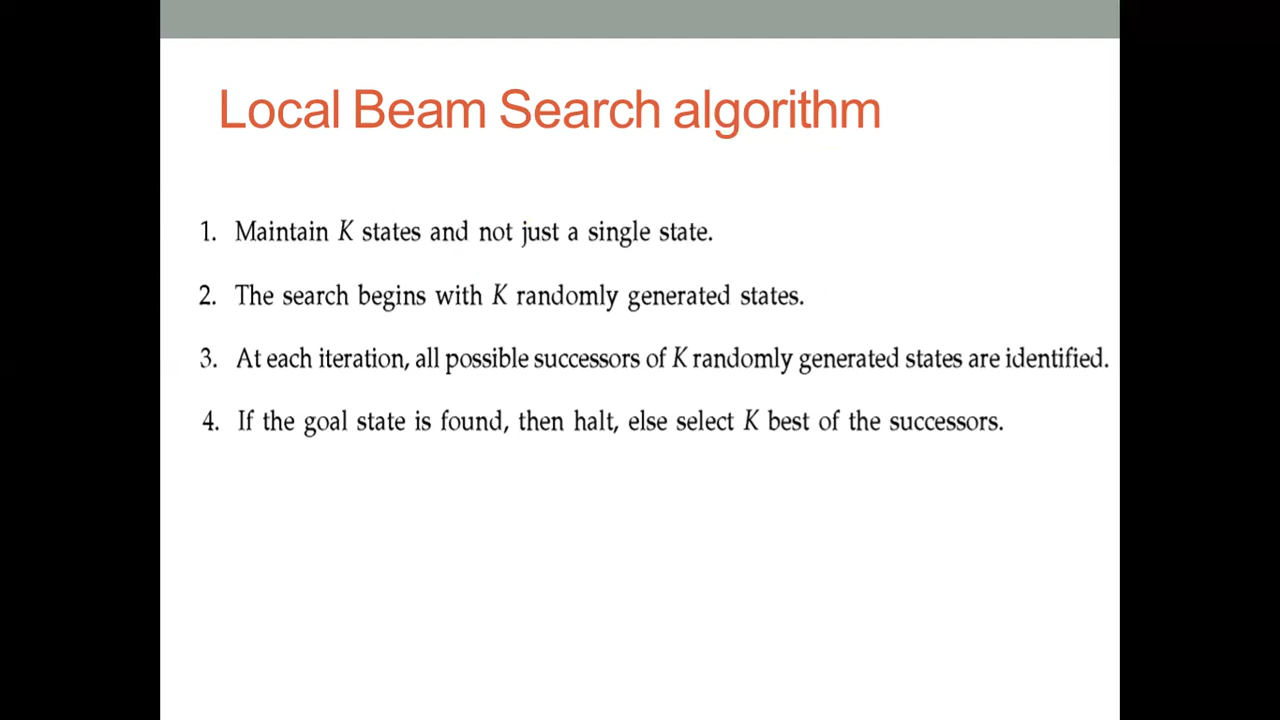 Local Beam Search algorithm
1. Maintain K states and not just a single state.
2. The search begins with K randomly generated states.
3. At each iteration, all possible successors of K randomly generated states are identified.
4. If the goal state is found, then halt, else select K best of the successors.